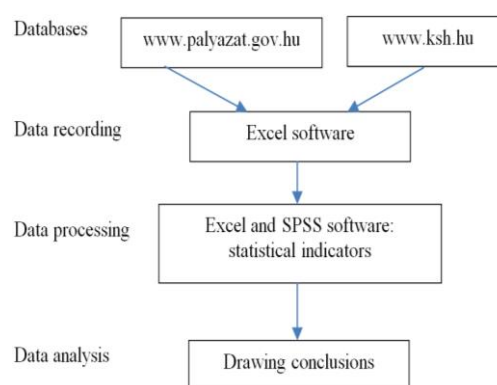 Databases
www.palyazat.gov.hu
www.ksh.hu
Data recording
Excel software
Data processing
Excel and SPSS software:
statistical indicators
Data analysis
Drawing conclusions